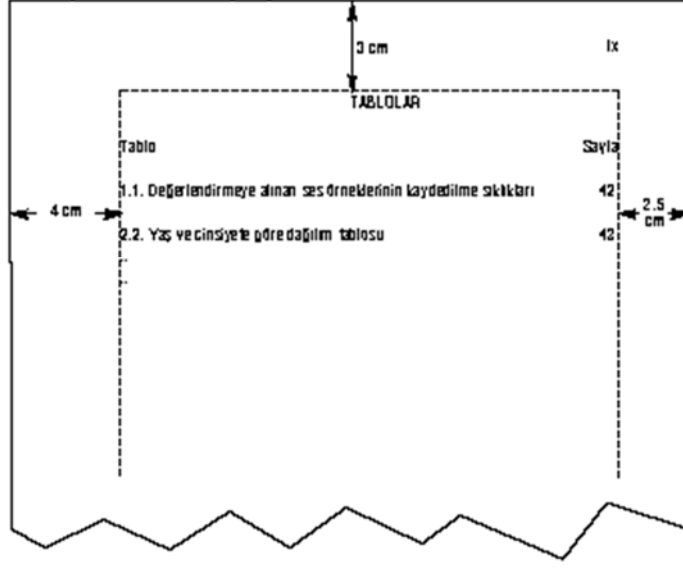 3 cm
ix
TABLOLAR
Tablo Sayfa
1.1. Değerlendirmeye alınan ses örneklerinin kaydedilme sıklıkları 42
4 cm
2.5 cm
2.2. Yaş ve cinsiyete göre dağılım tablosu 42
..
..